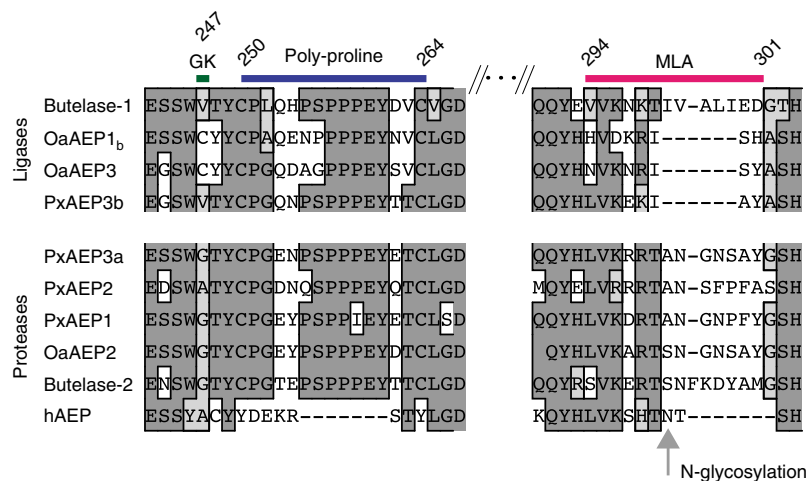 247
GK 250 Poly-proline 264 // · · · // 294 MLA 301
Ligases
Butelase-1 ESSWVTYCPLQHPSPPPEYDVCVGD QQYEVVKNKTIV-ALIEDGTH
OaAEP1b ESSWCYYCPAQENPPPPEYNVCLGD QQYHHVDKRI------SHASH
OaAEP3 EGSWCYYCPGQDAGPPPEYSVCLGD QQYHNVKNRI------SYASH
PxAEP3b ESSWVTYCPGQNPSPPPEYTTCLGD QQYHLVKEKI------AYASH
Proteases
PxAEP3a ESSWGTYCPGENPSPPPEYETCLGD QQYHLVKRRTAN-GNSAYGSH
PxAEP2 EDSWATYCPGDNQSPPPEYQTCLGD MQYELVRRRTAN-SFPFASSH
PxAEP1 ESSWGTYCPGEYPSPPIEYETCLSD QQYHLVKDRTAN-GNPFYGSH
OaAEP2 ESSWGTYCPGEYPSPPPEYDTCLGD QYHLVKARTSN-GNSAYGSH
Butelase-2 ENSWGTYCPGTEPSPPPEYTTCLGD QQYRSVKERTSNFKDYAMGSH
hAEP ESSYACYYDEKR-------STYLGD KQYHLVKSHTNT-------SH
N-glycosylation